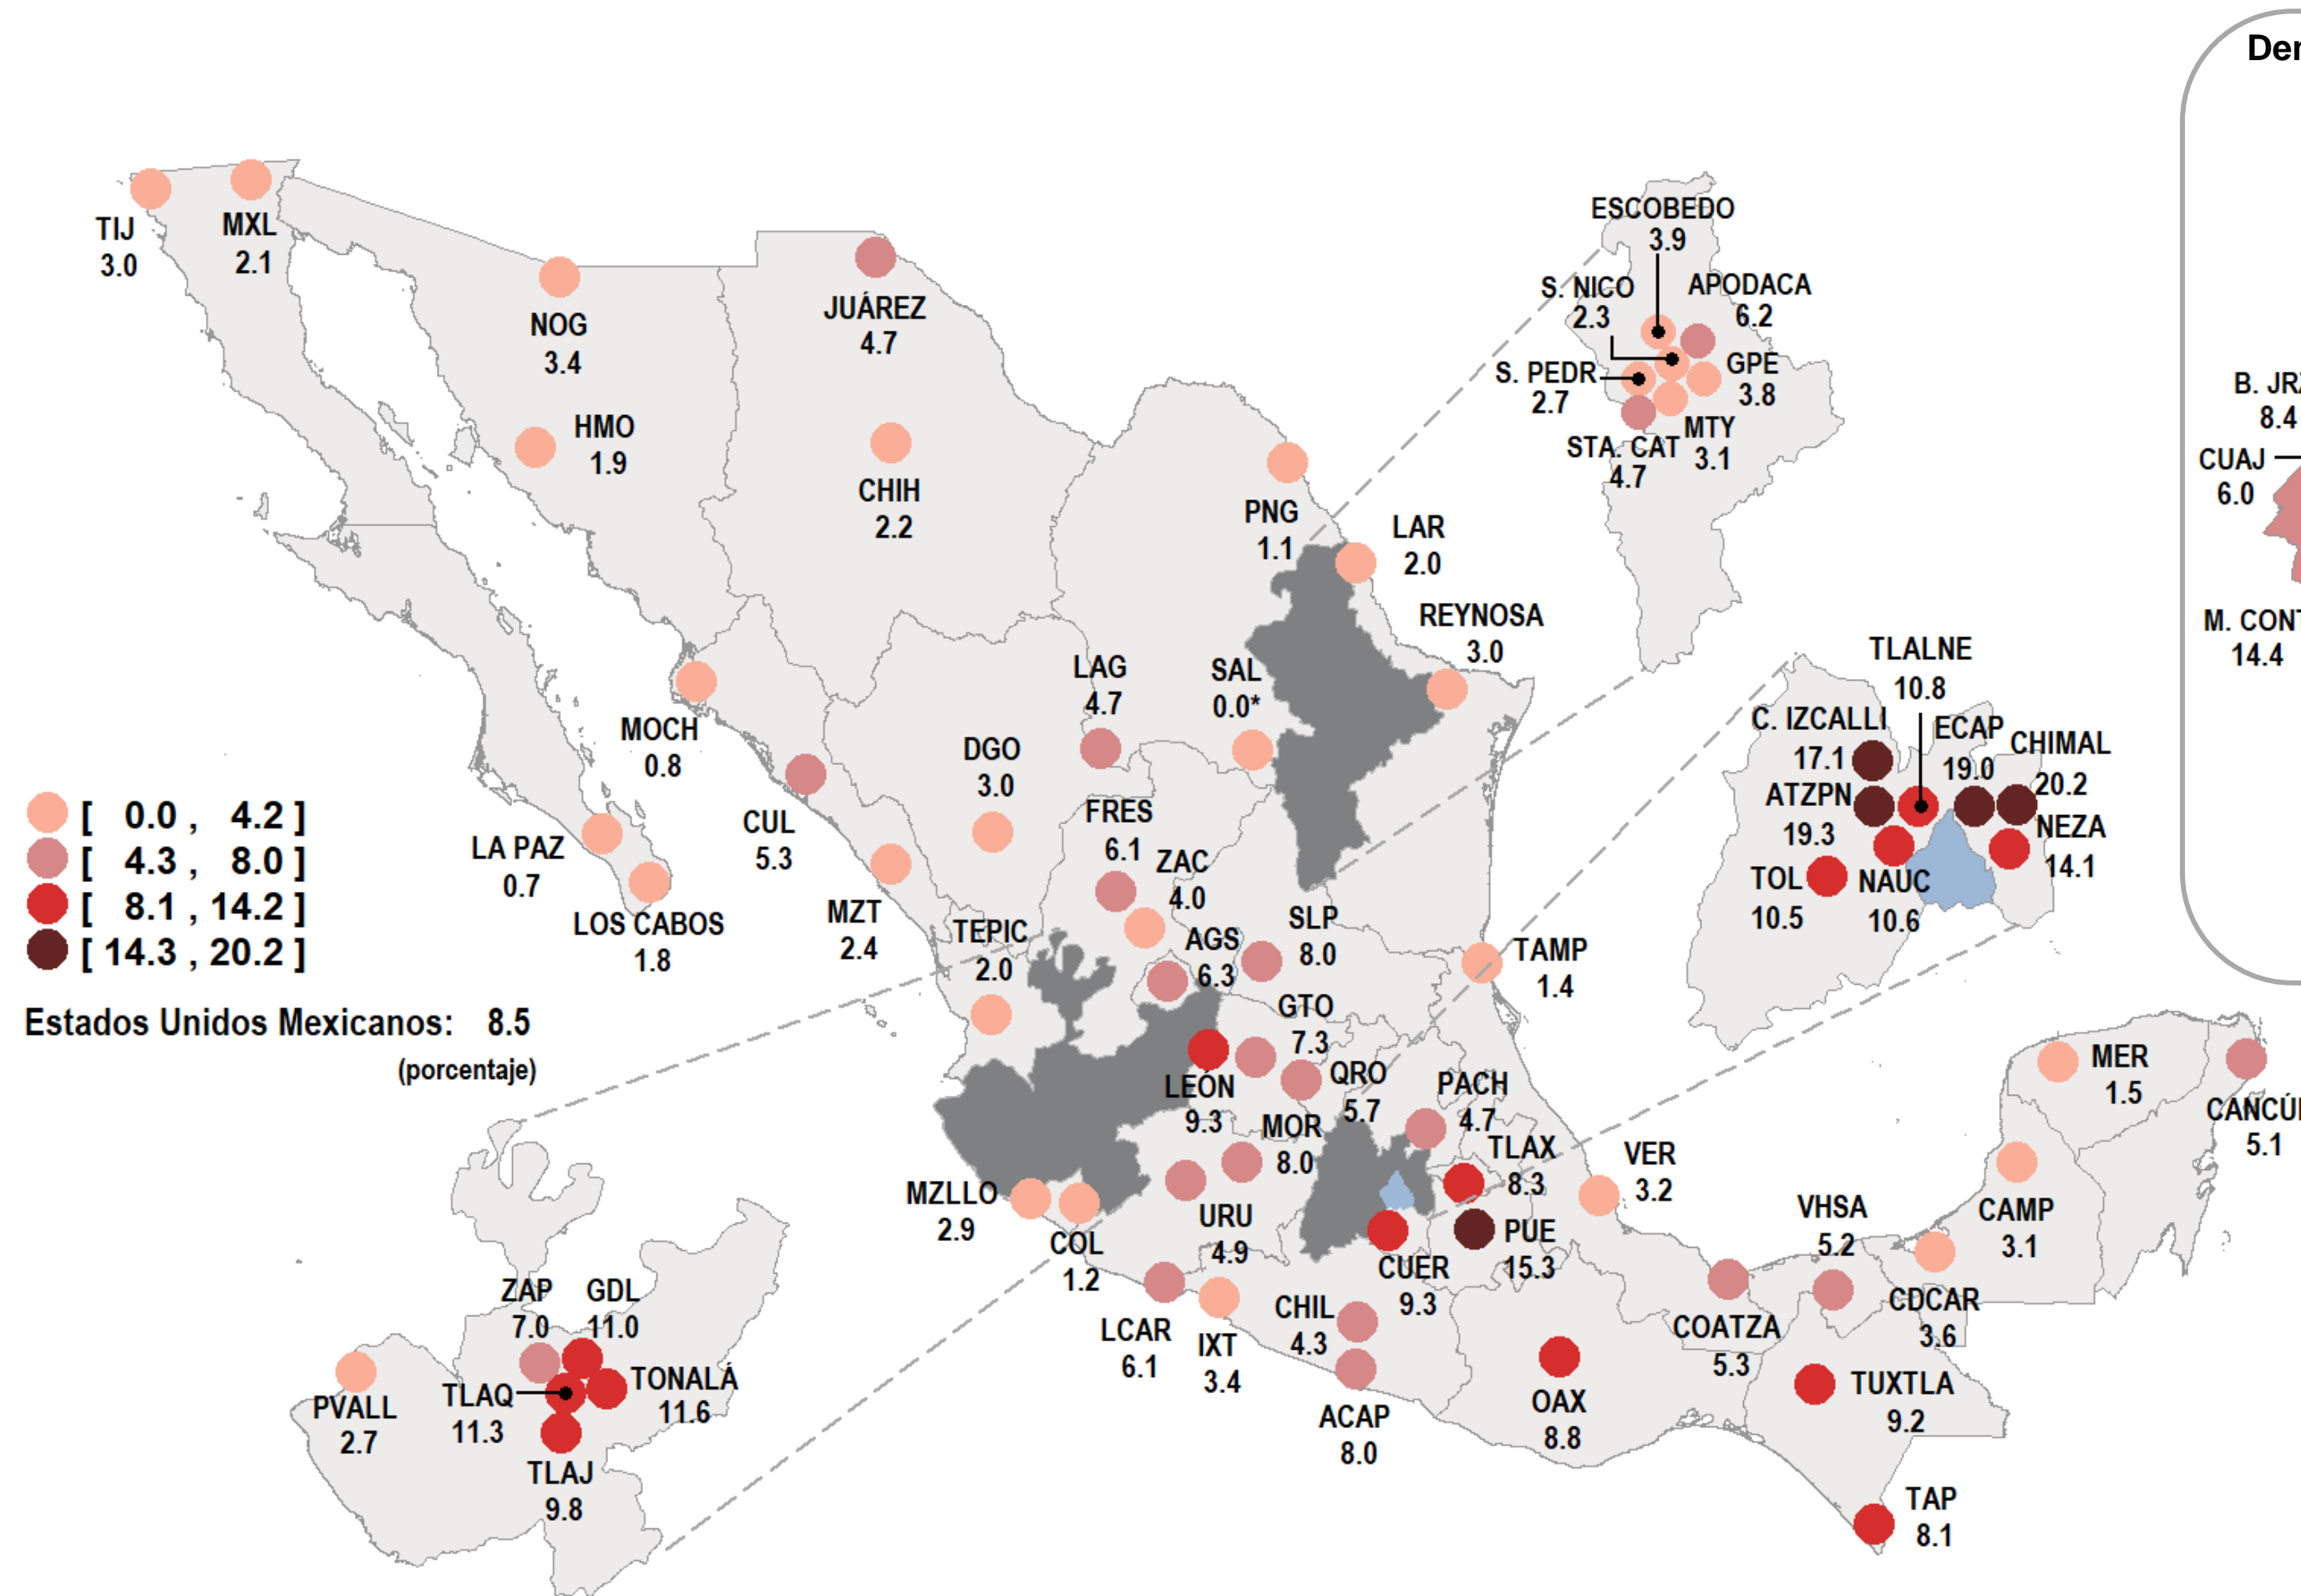 Der
TIJ
3.0
MXL
2.1
NOG
3.4
JUÁREZ
4.7
HMO
1.9
CHIH
2.2
ESCOBEDO
3.9
S. NICO
2.3
APODACA
6.2
S. PEDR
2.7
GPE
3.8
STA. CAT
4.7
MTY
3.1
B. JRZ
8.4
CUAJ
6.0
M. CONT
14.4
PNG
1.1
LAR
2.0
REYNOSA
3.0
LAG
4.7
SAL
0.0*
MOCH
0.8
DGO
3.0
CUL
5.3
FRES
6.1
ZAC
4.0
LA PAZ
0.7
LOS CABOS
1.8
MZT
2.4
TEPIC
2.0
AGS
6.3
SLP
8.0
TAMP
1.4
TLALNE
10.8
C. IZCALLI
17.1
ECAP
19.0
CHIMAL
20.2
ATZPN
19.3
NEZA
14.1
TOL
10.5
NAUC
10.6
[ 0.0 , 4.2 ]
[ 4.3 , 8.0 ]
[ 8.1 , 14.2 ]
[ 14.3 , 20.2 ]
Estados Unidos Mexicanos: 8.5
(porcentaje)
GTO
7.3
LEÓN
9.3
QRO
5.7
PACH
4.7
MOR
8.0
TLAX
8.3
VER
3.2
MER
1.5
CANCÚ
5.1
MZLLO
2.9
COL
1.2
URU
4.9
CUER
9.3
PUE
15.3
VHSA
5.2
CAMP
3.1
CDCAR
3.6
LCAR
6.1
IXT
3.4
CHIL
4.3
ACAP
8.0
OAX
8.8
COATZA
5.3
TUXTLA
9.2
TAP
8.1
ZAP
7.0
GDL
11.0
PVALL
2.7
TLAQ
11.3
TONALÁ
11.6
TLAJ
9.8